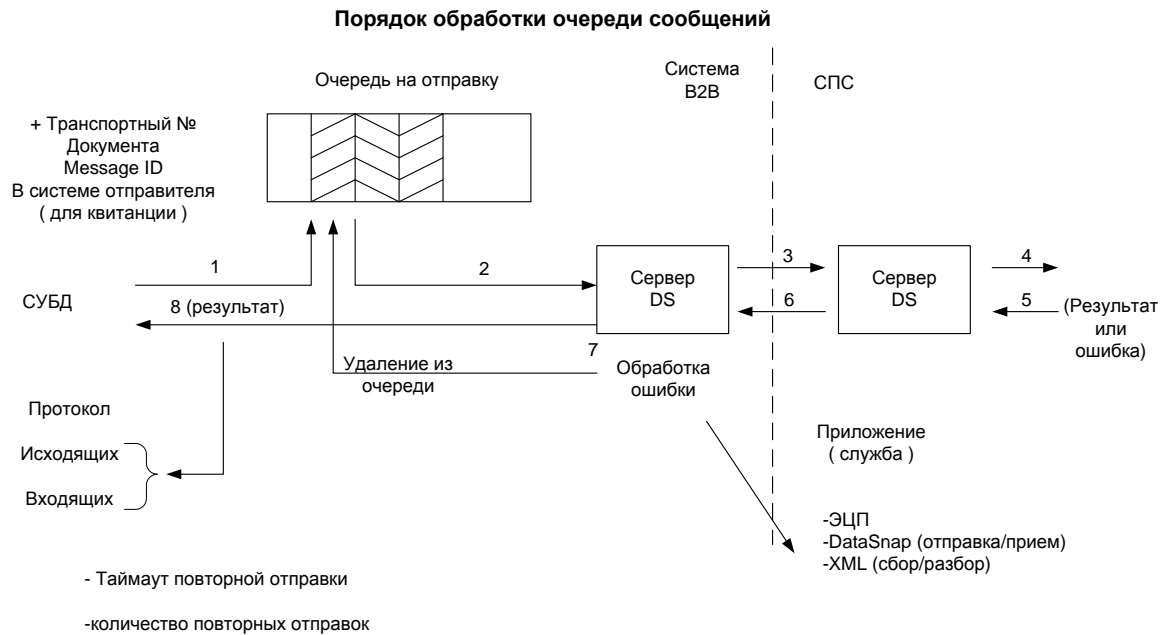 Порядок обработки очереди сообщений
Очередь на отправку
Система
B2B
СПС
+ Транспортный №
Документа
Message ID
В системе отправителя
( для квитанции )
1
2
3
4
СУБД
Сервер
DS
Сервер
DS
8 (результат)
6
5
(Результат
или
ошибка)
7
Удаление из
очереди
Обработка
ошибки
Протокол
Исходящих
Входящих
Приложение
( служба )
-ЭЦП
-DataSnap (отправка/прием)
-XML (сбор/разбор)
- Таймаут повторной отправки
-количество повторных отправок